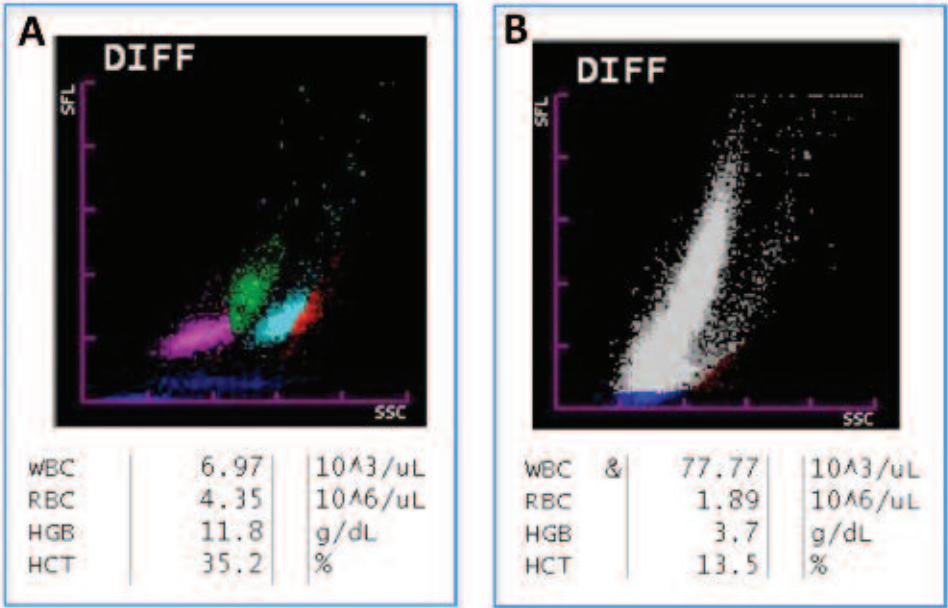 A
DIFF
SFL
SSC
WBC 6.97 10^3/uL
RBC 4.35 10^6/uL
HGB 11.8 g/dL
HCT 35.2 %
B
DIFF
SFL
SSC
WBC & 77.77 10^3/uL
RBC 1.89 10^6/uL
HGB 3.7 g/dL
HCT 13.5 %